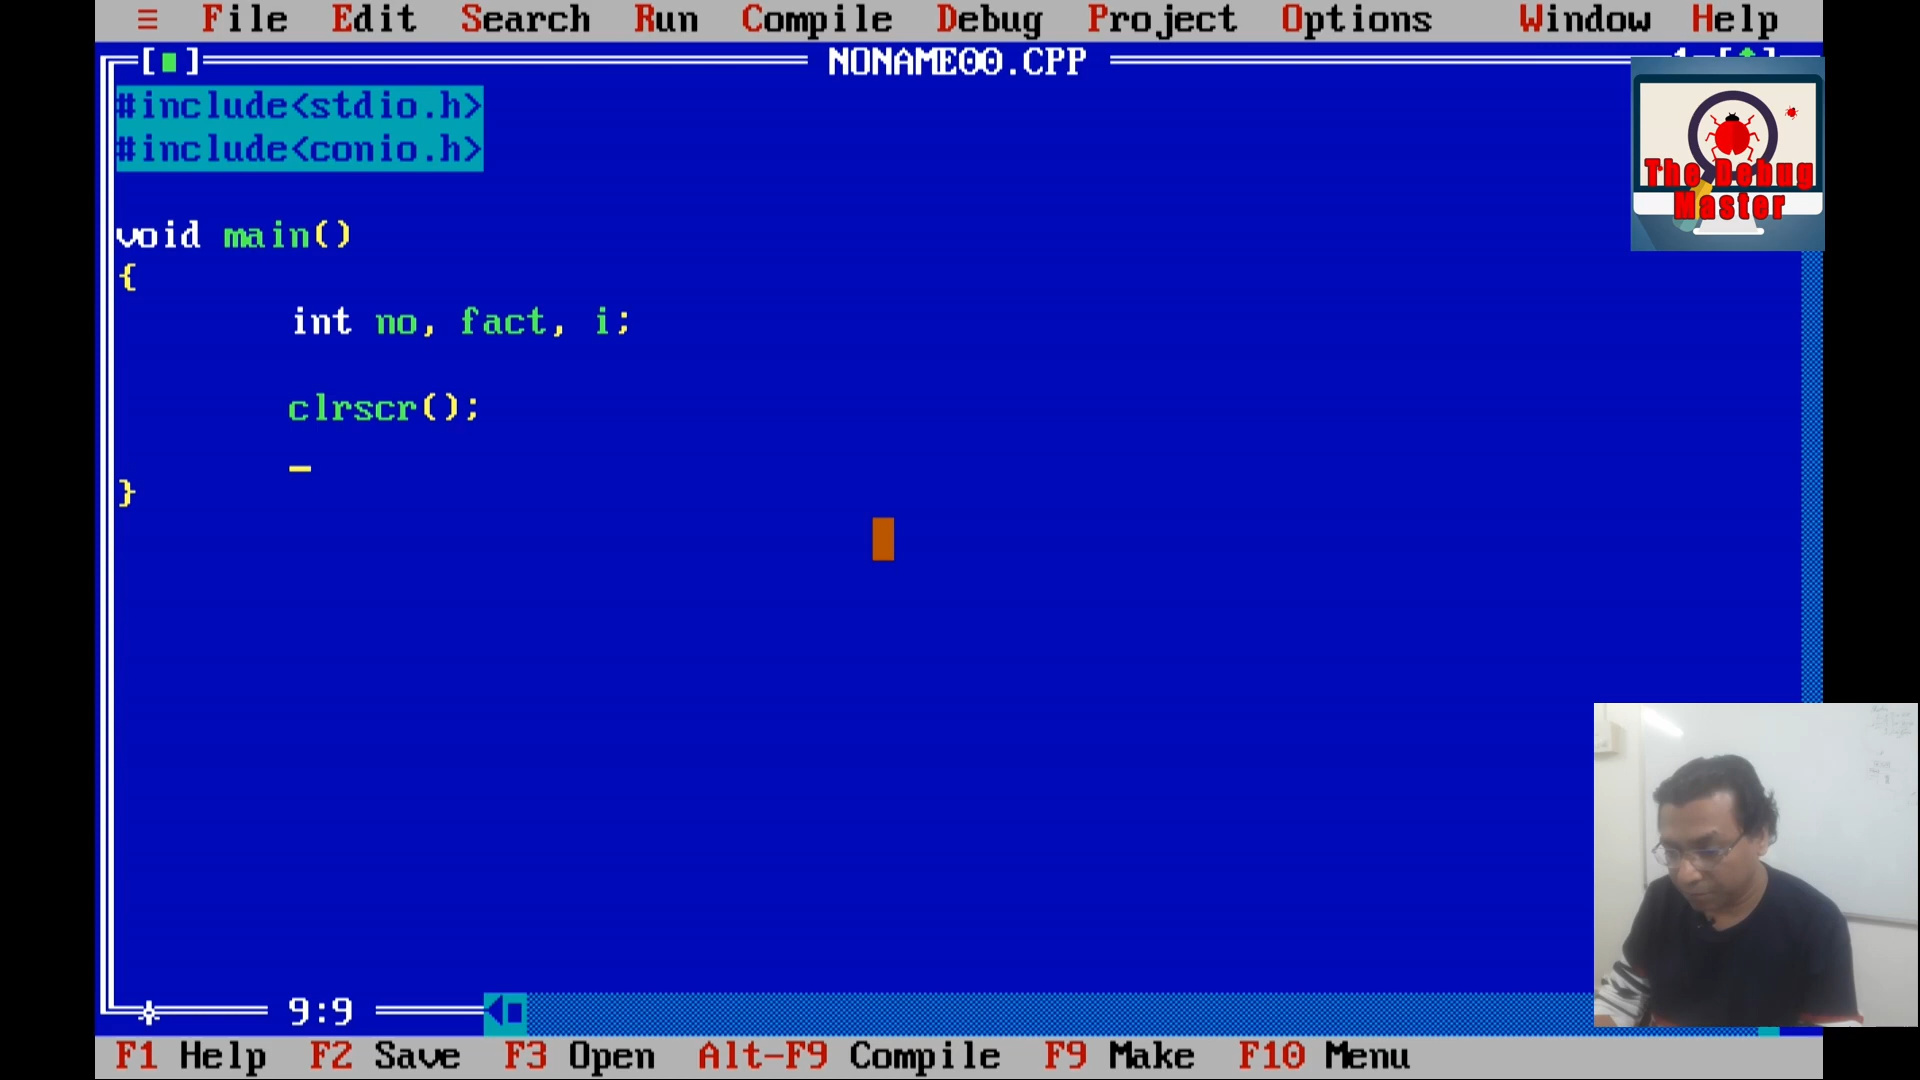 ≡ File Edit Search Run Compile Debug Project Options Window Help
NONAME00.CPP
#include<stdio.h>
#include<conio.h>
void main()
{
int no, fact, i;
clrscr();
}
The Debug
Master
9:9
F1 Help F2 Save F3 Open Alt-F9 Compile F9 Make F10 Menu